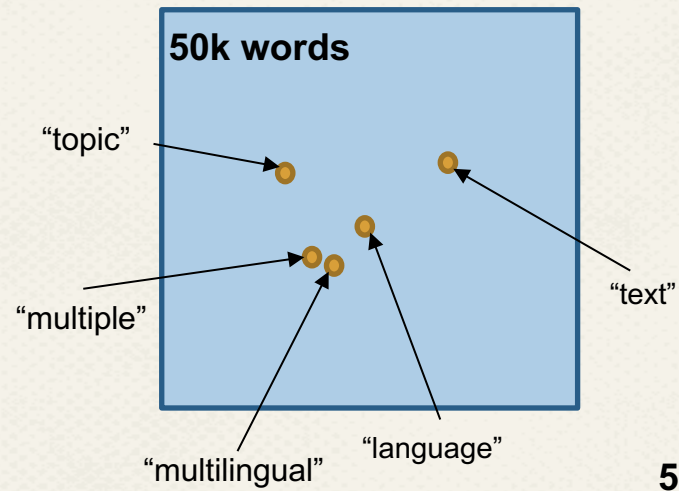 50k words
“topic”
“text”
“multiple”
“language”
“multilingual”
5